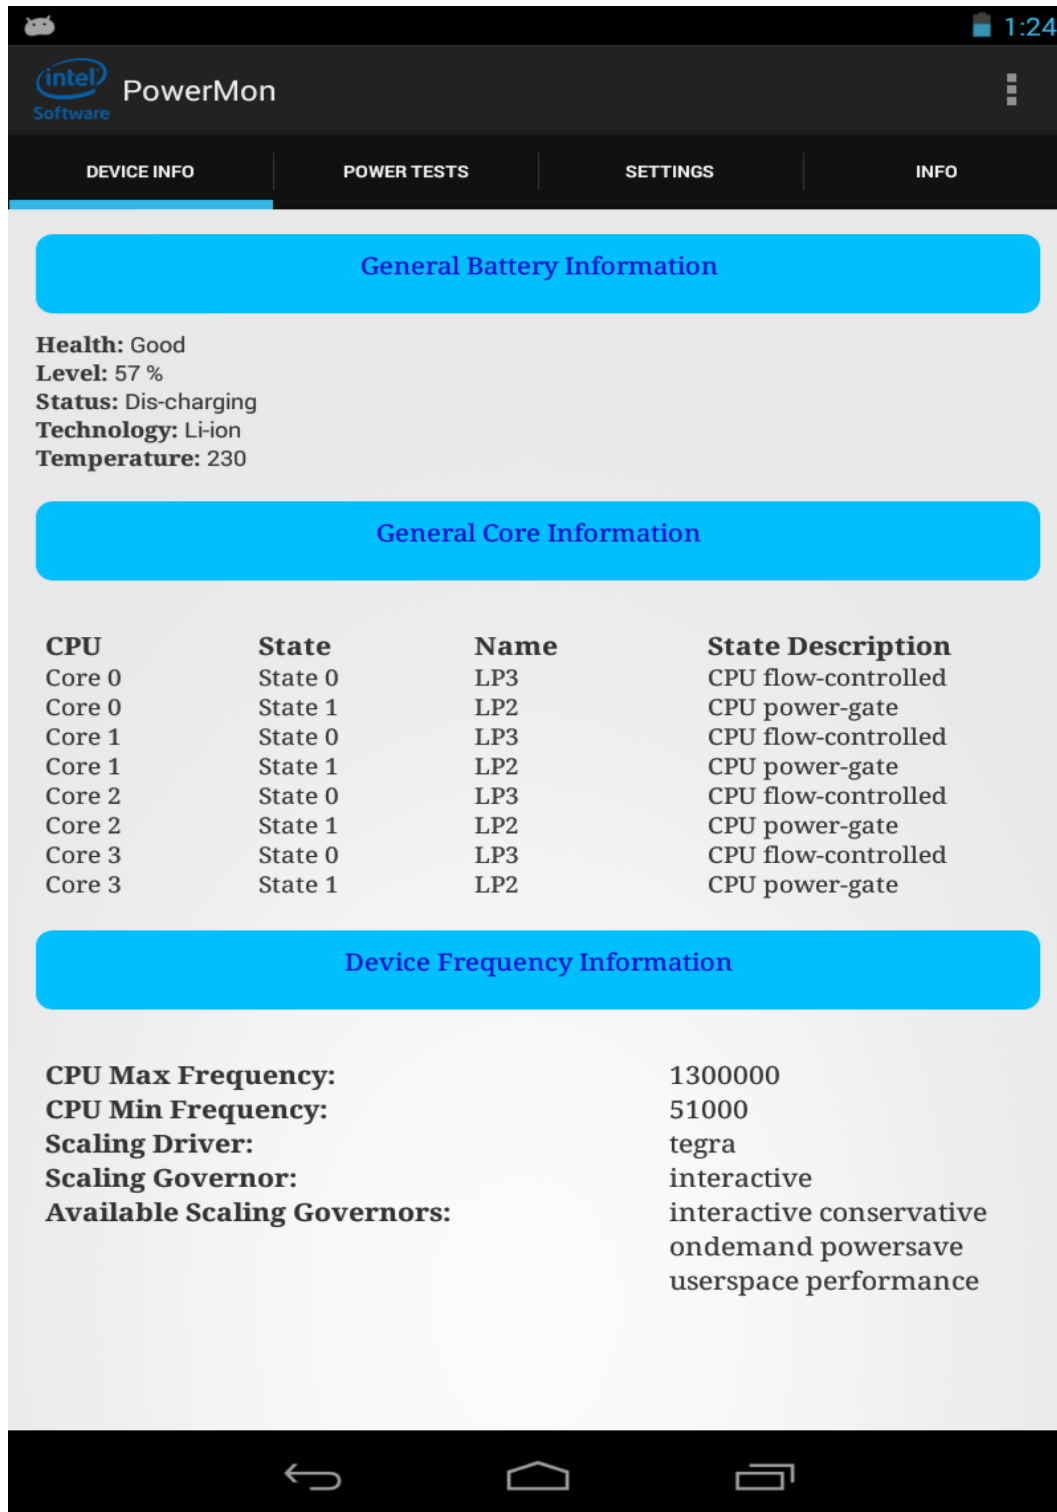 1:24
intel
Software
PowerMon
DEVICE INFO POWER TESTS SETTINGS INFO
General Battery Information
Health: Good
Level: 57 %
Status: Dis-charging
Technology: Li-ion
Temperature: 230
General Core Information
CPU State Name State Description
Core 0 State 0 LP3 CPU flow-controlled
Core 0 State 1 LP2 CPU power-gate
Core 1 State 0 LP3 CPU flow-controlled
Core 1 State 1 LP2 CPU power-gate
Core 2 State 0 LP3 CPU flow-controlled
Core 2 State 1 LP2 CPU power-gate
Core 3 State 0 LP3 CPU flow-controlled
Core 3 State 1 LP2 CPU power-gate
Device Frequency Information
CPU Max Frequency: 1300000
CPU Min Frequency: 51000
Scaling Driver: tegra
Scaling Governor: interactive
Available Scaling Governors: interactive conservative
ondemand powersave
userspace performance